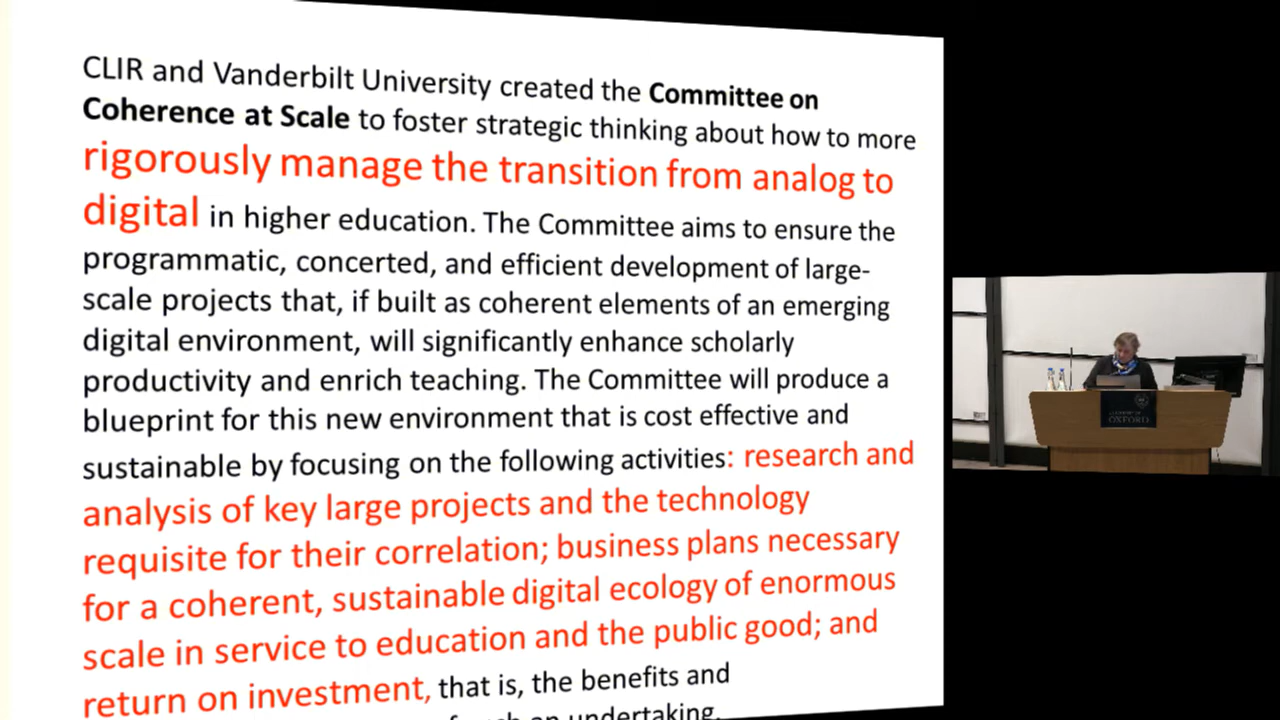 CLIR and Vanderbilt University created the Committee on
Coherence at Scale to foster strategic thinking about how to more
rigorously manage the transition from analog to
digital in higher education. The Committee aims to ensure the
programmatic, concerted, and efficient development of large-
scale projects that, if built as coherent elements of an emerging
digital environment, will significantly enhance scholarly
productivity and enrich teaching. The Committee will produce a
blueprint for this new environment that is cost effective and
sustainable by focusing on the following activities: research and
analysis of key large projects and the technology
requisite for their correlation; business plans necessary
for a coherent, sustainable digital ecology of enormous
scale in service to education and the public good; and
return on investment, that is, the benefits and
such an undertaking.
OXFORD